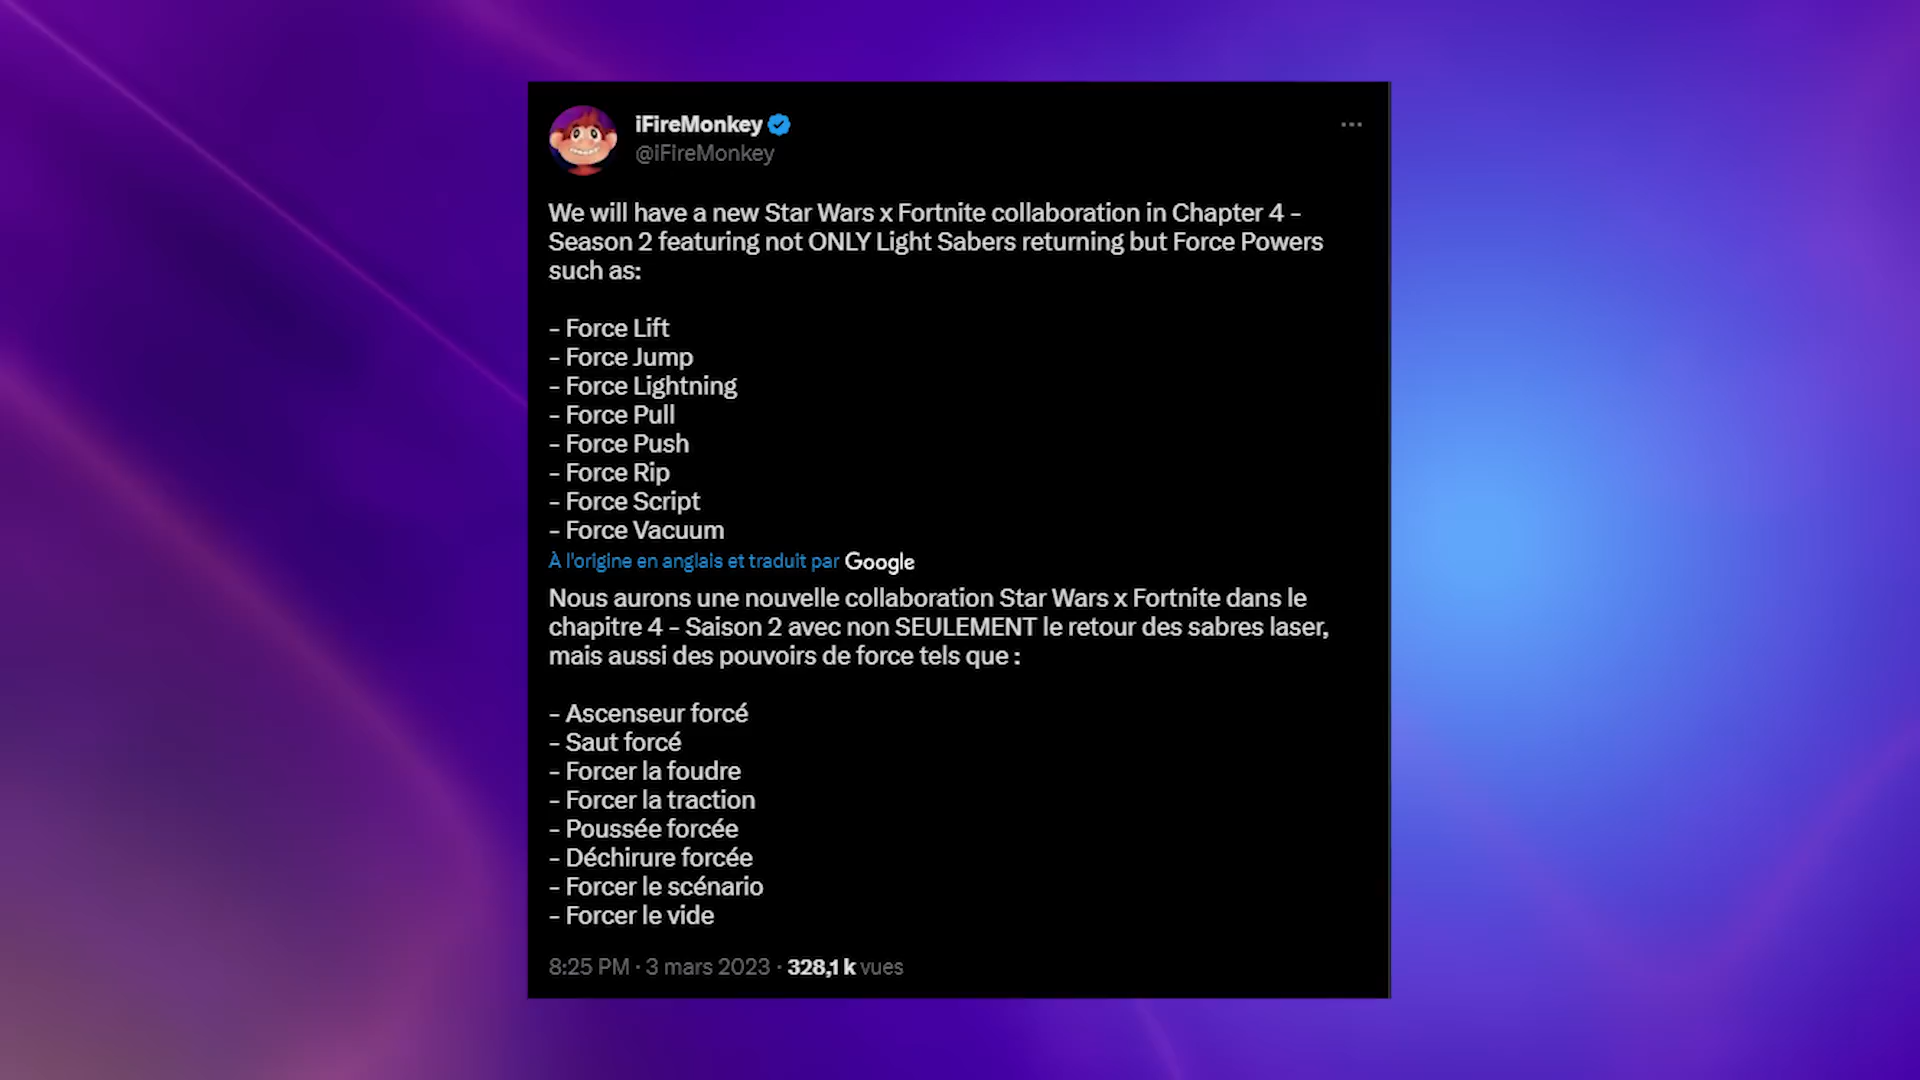 iFireMonkey
@iFireMonkey
We will have a new Star Wars x Fortnite collaboration in Chapter 4 -
Season 2 featuring not ONLY Light Sabers returning but Force Powers
such as:
- Force Lift
- Force Jump
- Force Lightning
- Force Pull
- Force Push
- Force Rip
- Force Script
- Force Vacuum
À l'origine en anglais et traduit par Google
Nous aurons une nouvelle collaboration Star Wars x Fortnite dans le
chapitre 4 - Saison 2 avec non SEULEMENT le retour des sabres laser,
mais aussi des pouvoirs de force tels que :
- Ascenseur forcé
- Saut forcé
- Forcer la foudre
- Forcer la traction
- Poussée forcée
- Déchirure forcée
- Forcer le scénario
- Forcer le vide
8:25 PM · 3 mars 2023 · 328,1 k vues